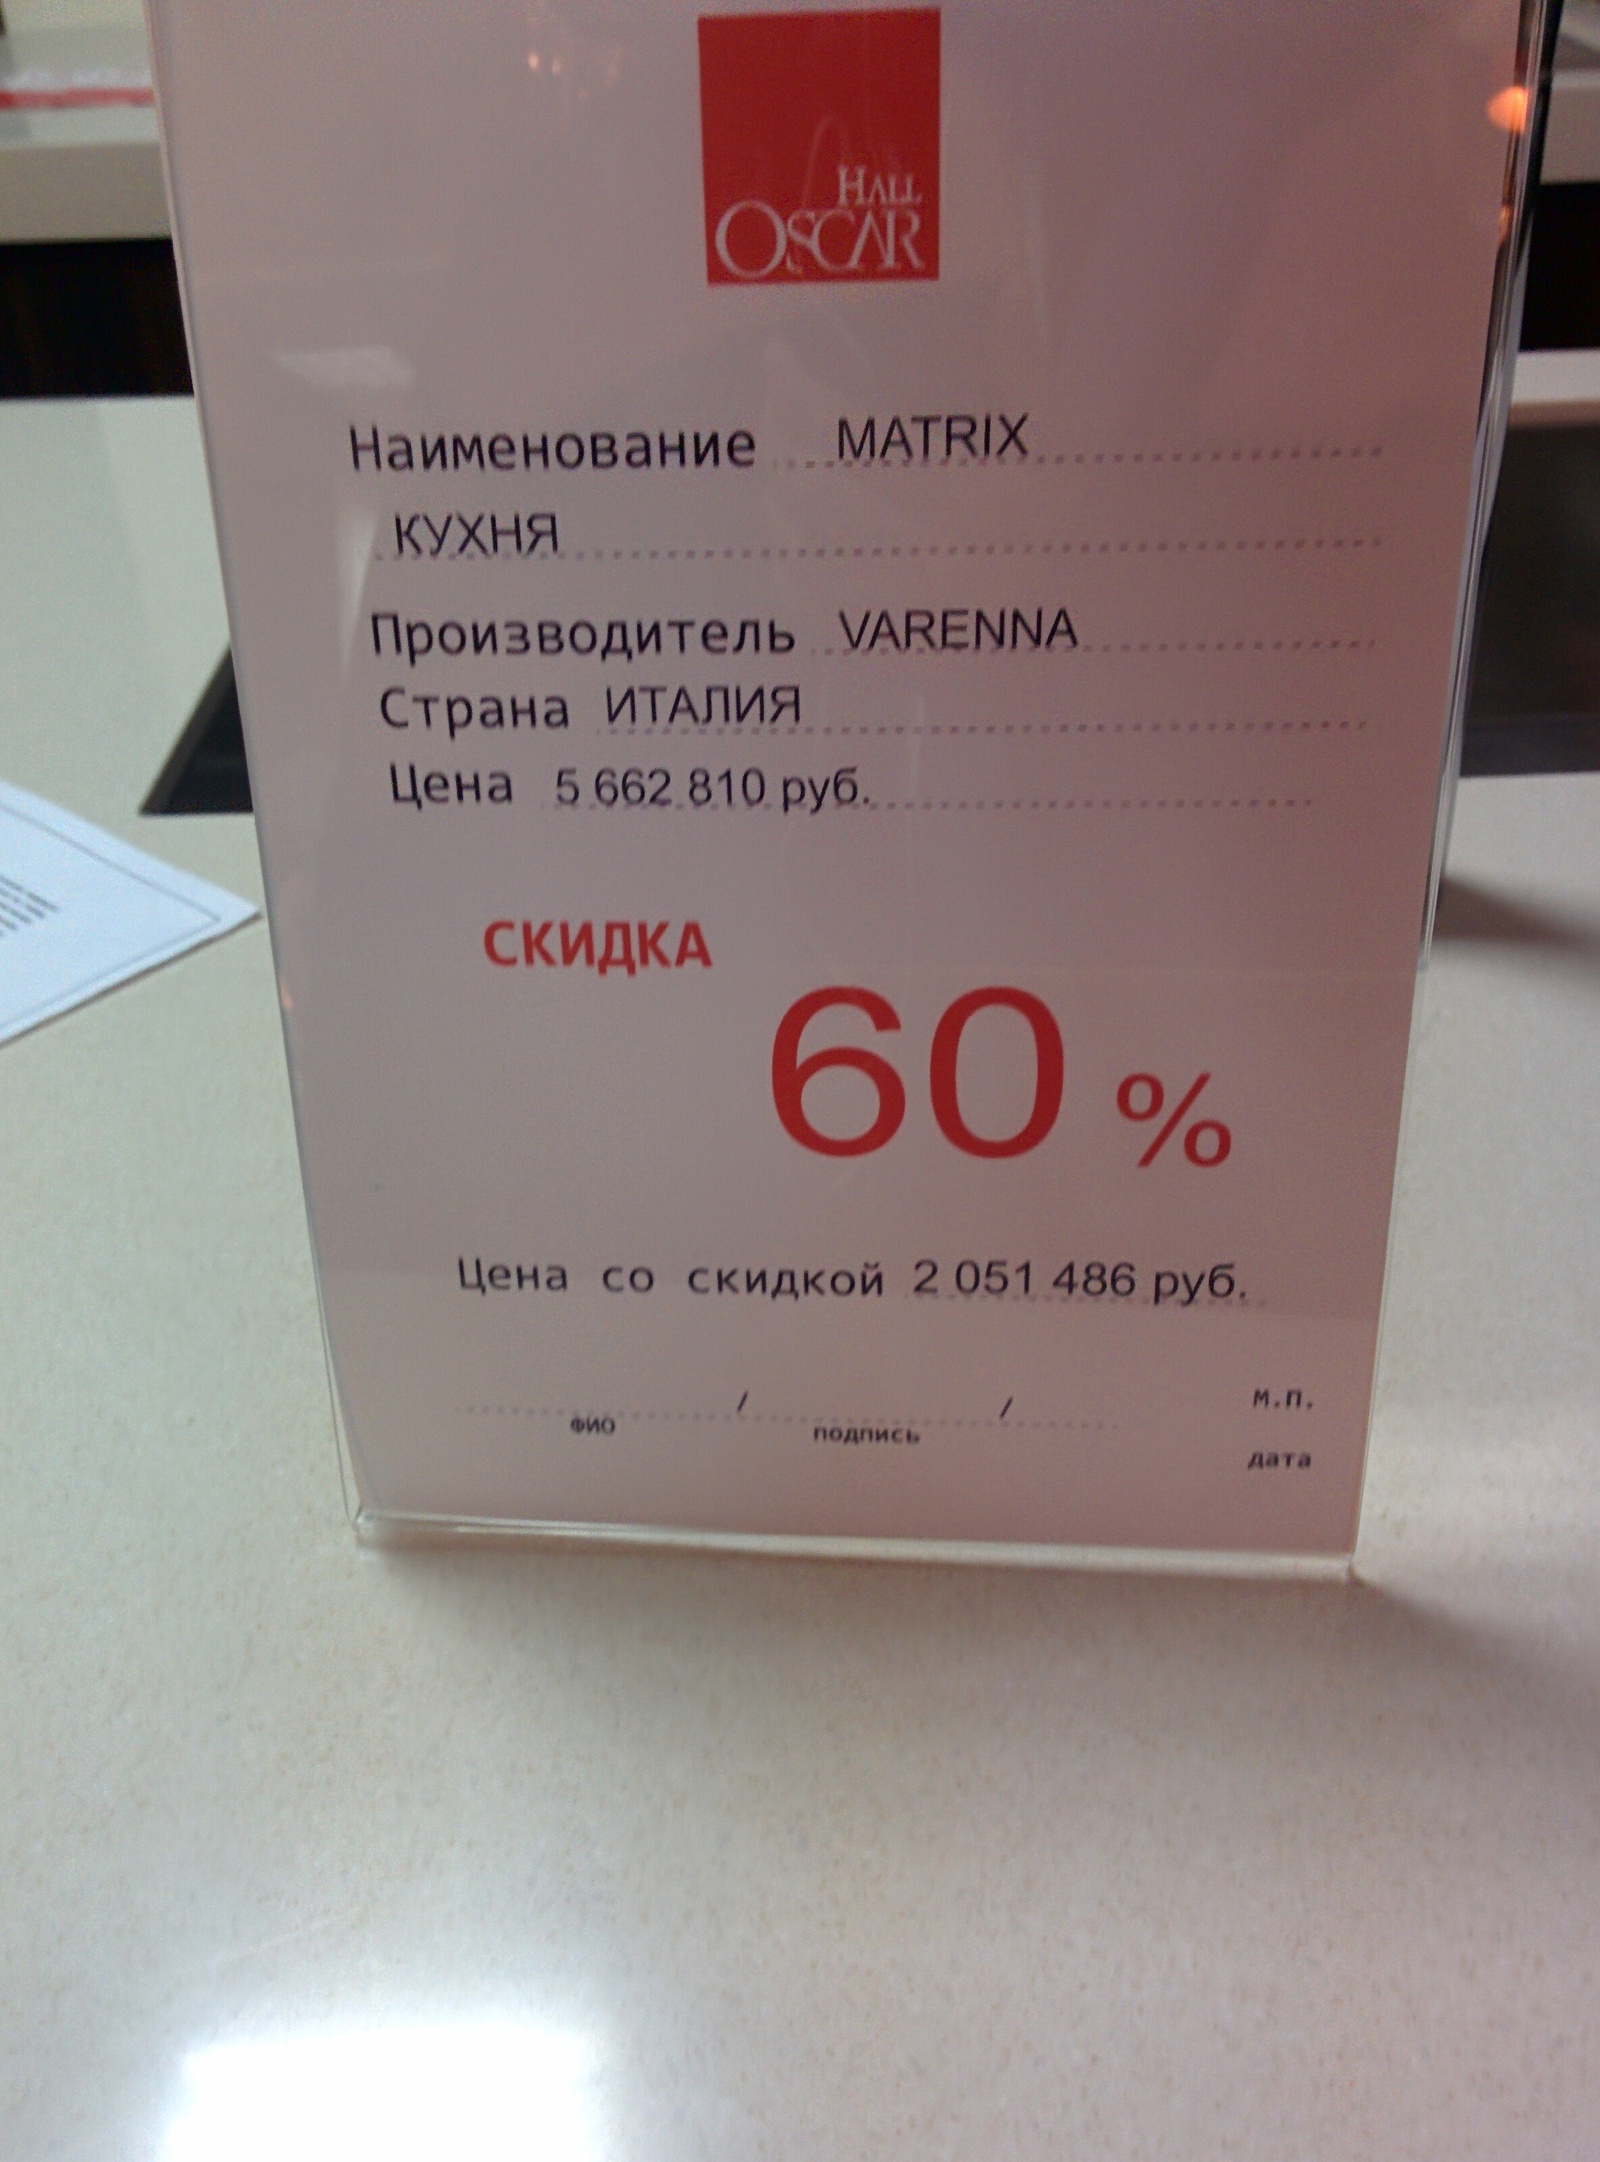 HALL
OSCAR
Наименование MATRIX
КУХНЯ
Производитель VARENNA
Страна ИТАЛИЯ
Цена 5 662 810 руб.
СКИДКА
60 %
Цена со скидкой 2 051 486 руб.
/ / м.п.
ФИО подпись
дата